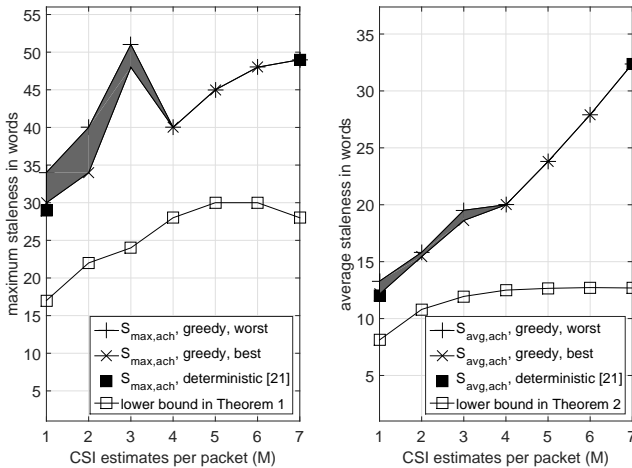 55
50
45
40
35
30
25
20
15
10
5
maximum staleness in words
S_max,ach, greedy, worst
S_max,ach, greedy, best
S_max,ach, deterministic [21]
lower bound in Theorem 1
1 2 3 4 5 6 7
CSI estimates per packet (M)
35
30
25
20
15
10
5
average staleness in words
S_avg,ach, greedy, worst
S_avg,ach, greedy, best
S_avg,ach, deterministic [21]
lower bound in Theorem 2
1 2 3 4 5 6 7
CSI estimates per packet (M)